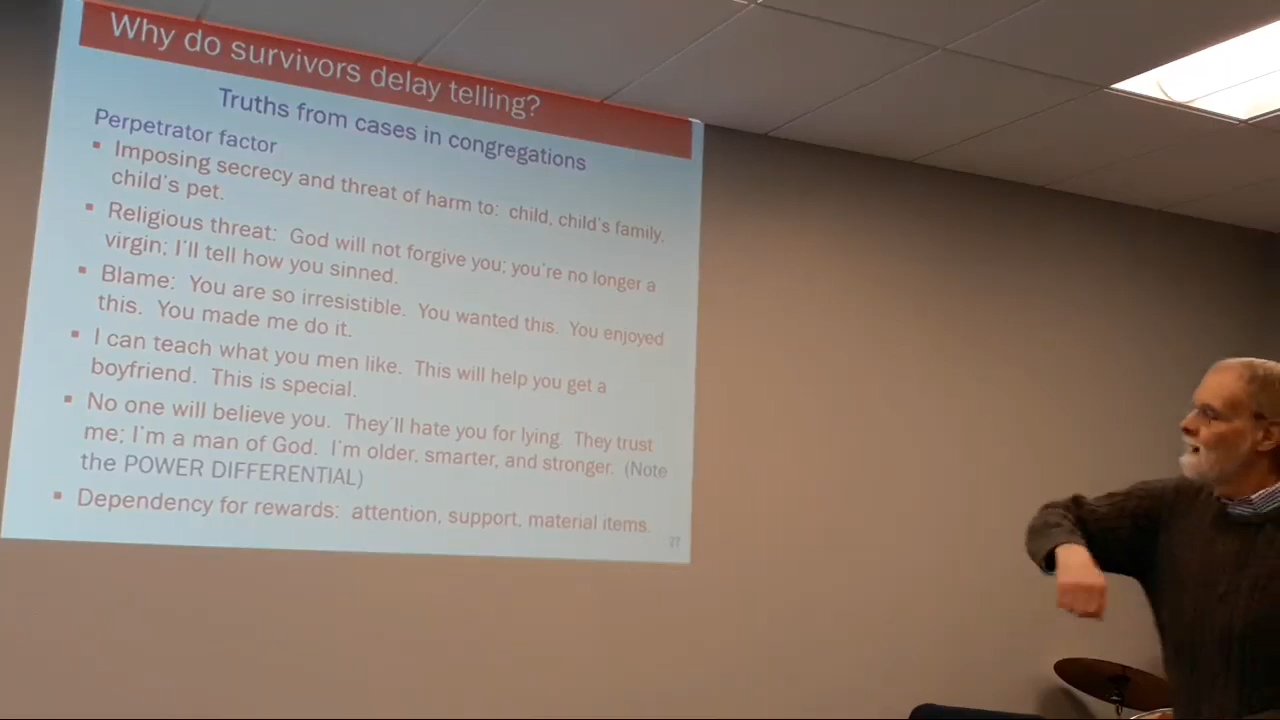 Why do survivors delay telling?
Truths from cases in congregations
Perpetrator factor
▪ Imposing secrecy and threat of harm to: child, child's family,
child's pet.
▪ Religious threat: God will not forgive you; you're no longer a
virgin; I'll tell how you sinned.
▪ Blame: You are so irresistible. You wanted this. You enjoyed
this. You made me do it.
▪ I can teach what you men like. This will help you get a
boyfriend. This is special.
▪ No one will believe you. They'll hate you for lying. They trust
me; I'm a man of God. I'm older, smarter, and stronger. (Note
the POWER DIFFERENTIAL)
▪ Dependency for rewards: attention, support, material items.
27